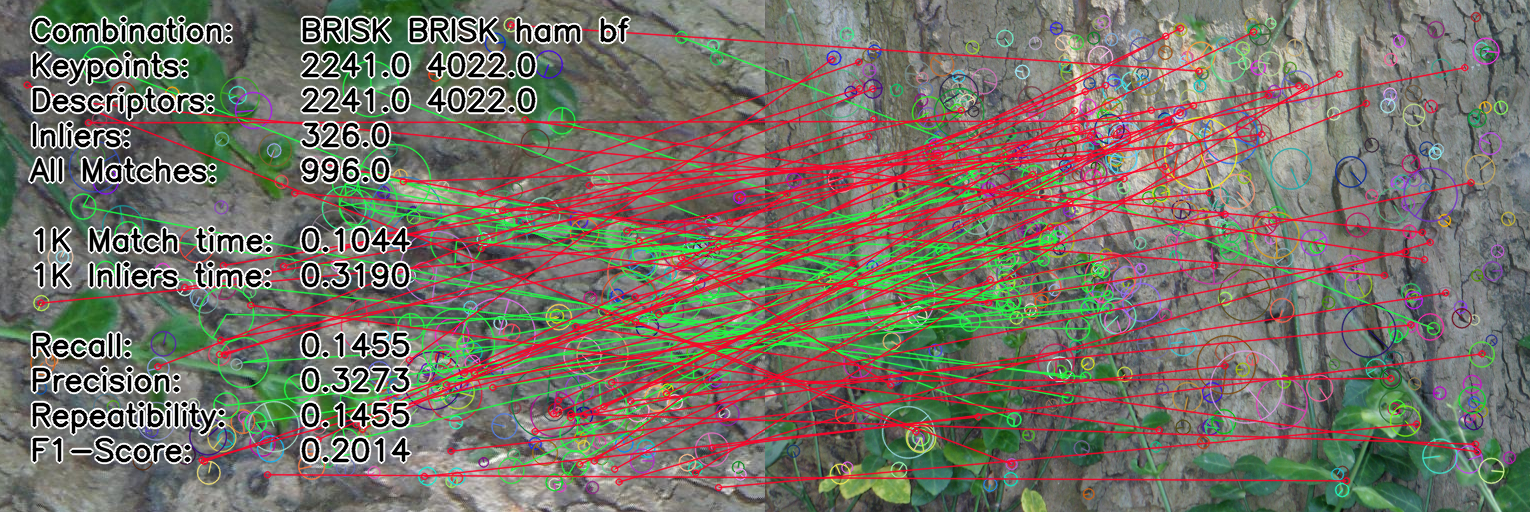 Combination: BRISK BRISK ham bf
Keypoints: 2241.0 4022.0
Descriptors: 2241.0 4022.0
Inliers: 326.0
All Matches: 996.0
1K Match time: 0.1044
1K Inliers time: 0.3190
Recall: 0.1455
Precision: 0.3273
Repeatibility: 0.1455
F1-Score: 0.2014